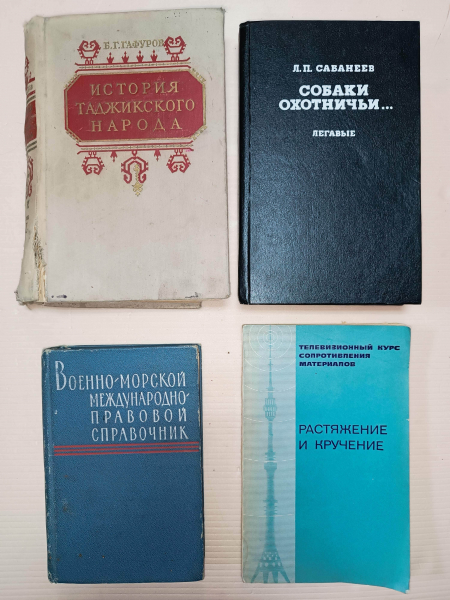 Б. Г. ГАФУРОВ
ИСТОРИЯ
ТАДЖИКСКОГО
НАРОДА
Л. П. САБАНЕЕВ
СОБАКИ
ОХОТНИЧЬИ...
ЛЕГАВЫЕ
ВОЕННО-МОРСКОЙ
МЕЖДУНАРОДНО-
ПРАВОВОЙ
СПРАВОЧНИК
ТЕЛЕВИЗИОННЫЙ КУРС
СОПРОТИВЛЕНИЯ
МАТЕРИАЛОВ
РАСТЯЖЕНИЕ
И КРУЧЕНИЕ